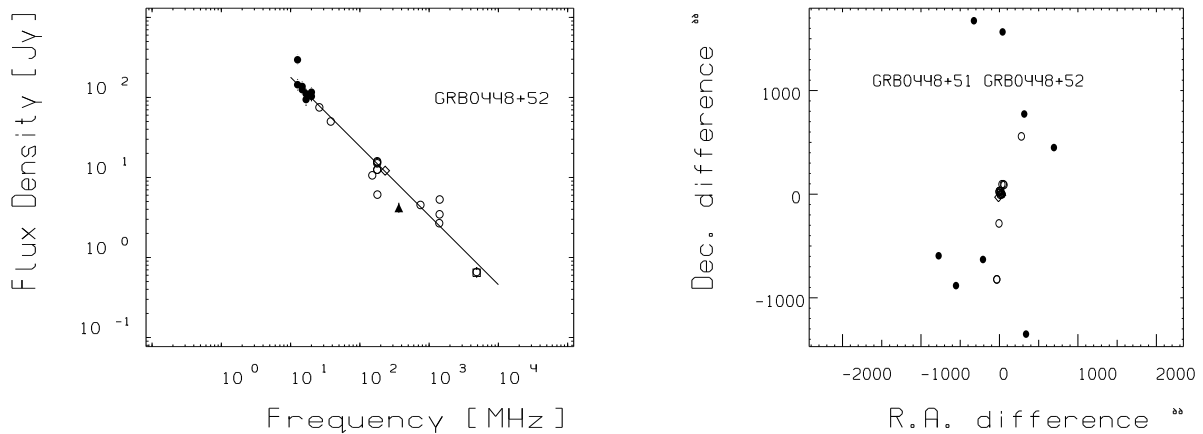 Flux Density [Jy]
10 2
10 1
10 0
10 -1
GRB0448+52
10 0 10 1 10 2 10 3 10 4
Frequency [MHz]
Dec. difference "
1000
0
-1000
GRB0448+51 GRB0448+52
-2000 -1000 0 1000 2000
R.A. difference "